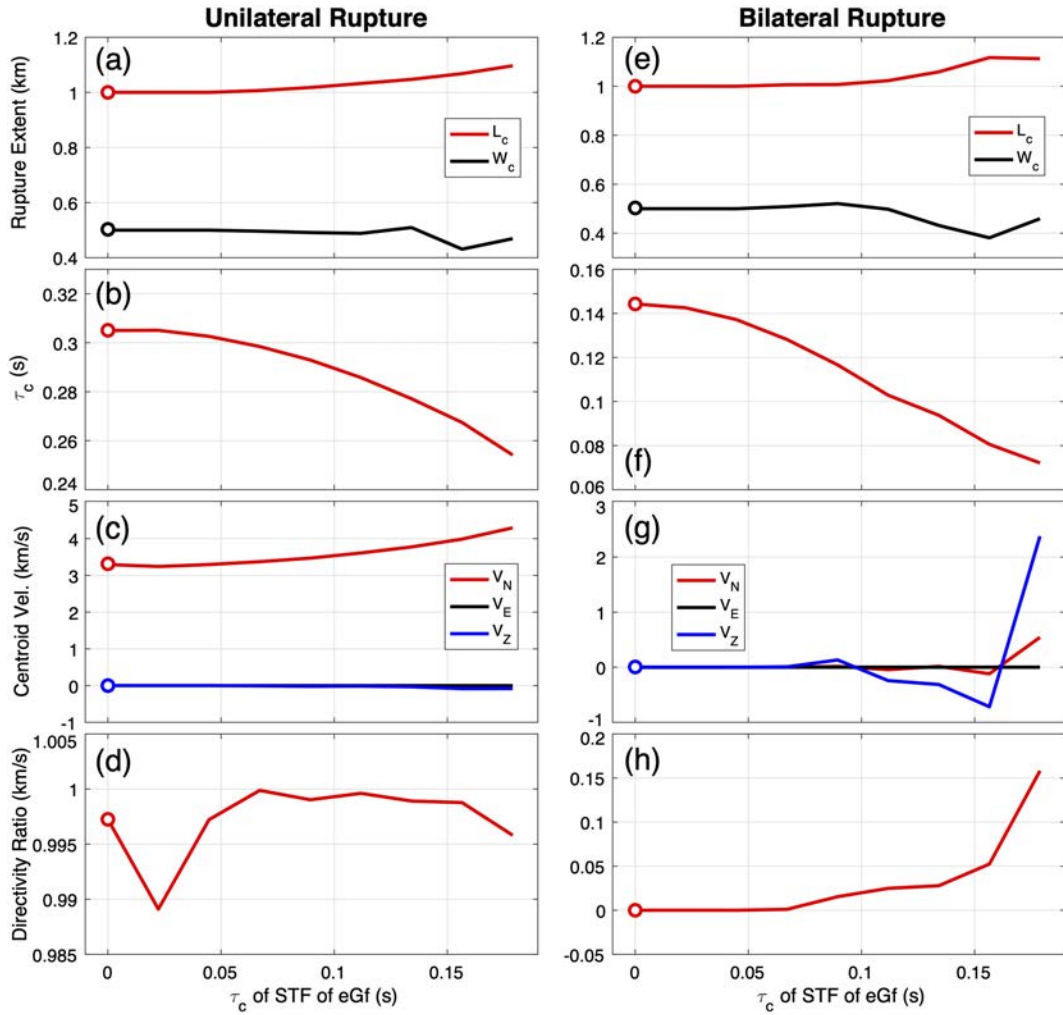 Unilateral Rupture
Bilateral Rupture
(a)
Rupture Extent (km)
1.2
1
0.8
0.6
0.4
L_c
W_c
(e)
1.2
1
0.8
0.6
0.4
L_c
W_c
(b)
τ_c (s)
0.32
0.3
0.28
0.26
0.24
(f)
0.16
0.14
0.12
0.1
0.08
0.06
(c)
Centroid Vel. (km/s)
5
4
3
2
1
0
-1
V_N
V_E
V_Z
(g)
3
2
1
0
-1
V_N
V_E
V_Z
(d)
Directivity Ratio (km/s)
1.005
1
0.995
0.99
0.985
0
0.05
0.1
0.15
τ_c of STF of eGf (s)
(h)
0.2
0.15
0.1
0.05
0
-0.05
0
0.05
0.1
0.15
τ_c of STF of eGf (s)